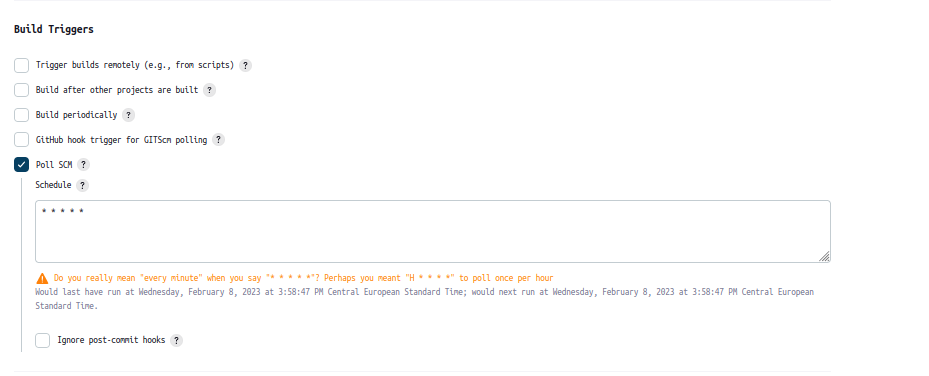 Build Triggers
Trigger builds remotely (e.g., from scripts) ?
Build after other projects are built ?
Build periodically ?
GitHub hook trigger for GITScm polling ?
Poll SCM ?
Schedule ?
* * * * *
Do you really mean "every minute" when you say "* * * * *"? Perhaps you meant "H * * * *" to poll once per hour
Would last have run at Wednesday, February 8, 2023 at 3:58:47 PM Central European Standard Time; would next run at Wednesday, February 8, 2023 at 3:58:47 PM Central European
Standard Time.
Ignore post-commit hooks ?